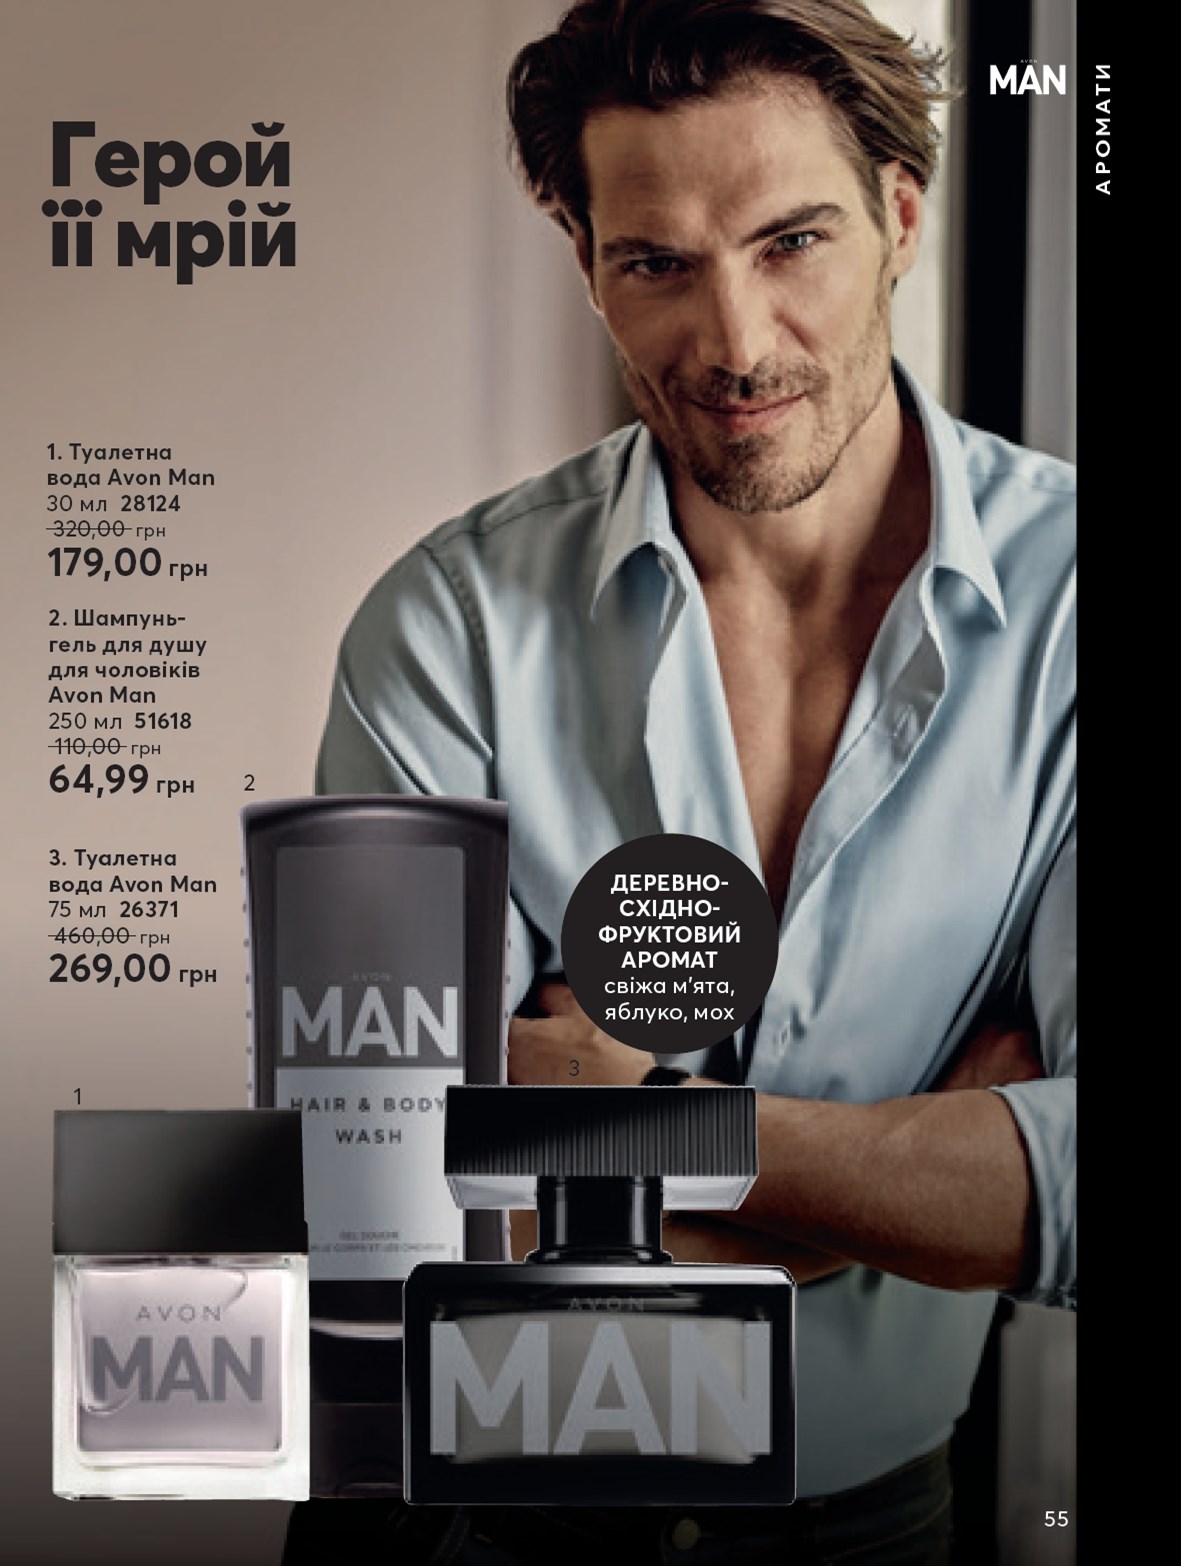 AVON
MAN
АРОМАТИ
Герой
її мрій
1. Туалетна
вода Avon Man
30 мл 28124
320,00 грн
179,00 грн
2. Шампунь-
гель для душу
для чоловіків
Avon Man
250 мл 51618
110,00 грн
64,99 грн
2
3. Туалетна
вода Avon Man
75 мл 26371
460,00 грн
269,00 грн
ДЕРЕВНО-
СХІДНО-
ФРУКТОВИЙ
АРОМАТ
свіжа м’ята,
яблуко, мох
AVON
MAN
HAIR & BODY
WASH
GEL DOUCHE
3
1
AVON
MAN
AVON
MAN
55